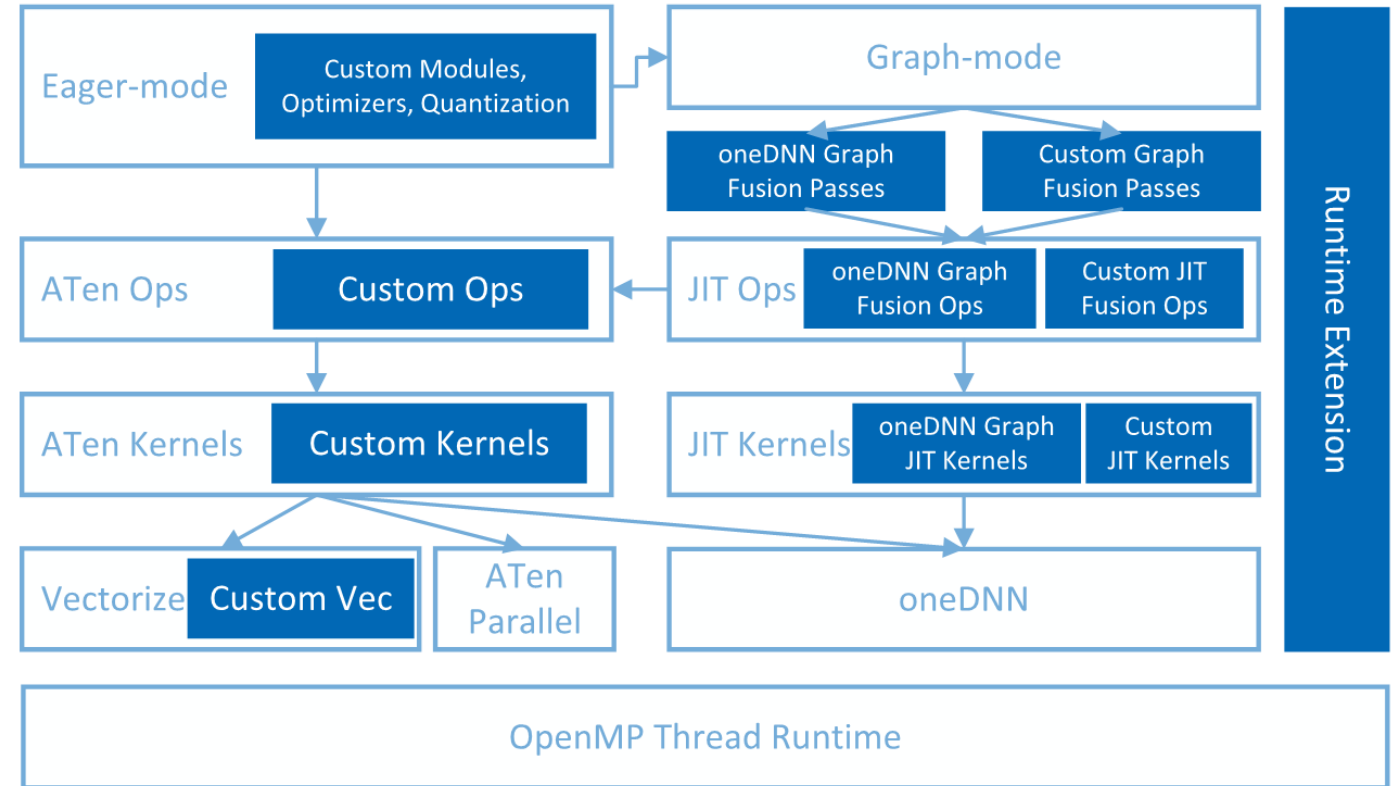 Eager-mode
Custom Modules,
Optimizers, Quantization
Graph-mode
oneDNN Graph
Fusion Passes
Custom Graph
Fusion Passes
ATen Ops
Custom Ops
JIT Ops
oneDNN Graph
Fusion Ops
Custom JIT
Fusion Ops
ATen Kernels
Custom Kernels
JIT Kernels
oneDNN Graph
JIT Kernels
Custom
JIT Kernels
Vectorize
Custom Vec
ATen
Parallel
oneDNN
Runtime Extension
OpenMP Thread Runtime